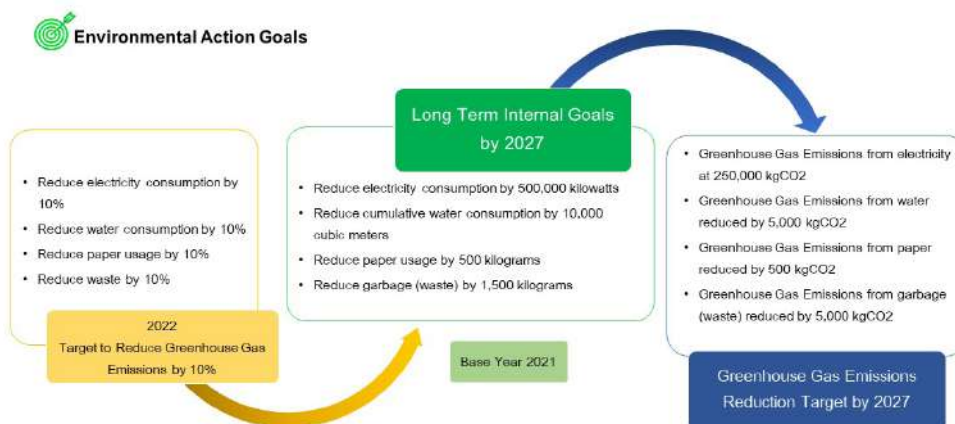 Environmental Action Goals
• Reduce electricity consumption by
10%
• Reduce water consumption by 10%
• Reduce paper usage by 10%
• Reduce waste by 10%
2022
Target to Reduce Greenhouse Gas
Emissions by 10%
Long Term Internal Goals
by 2027
• Reduce electricity consumption by 500,000 kilowatts
• Reduce cumulative water consumption by 10,000
cubic meters
• Reduce paper usage by 500 kilograms
• Reduce garbage (waste) by 1,500 kilograms
Base Year 2021
• Greenhouse Gas Emissions from electricity
at 250,000 kgCO2
• Greenhouse Gas Emissions from water
reduced by 5,000 kgCO2
• Greenhouse Gas Emissions from paper
reduced by 500 kgCO2
• Greenhouse Gas Emissions from garbage
(waste) reduced by 5,000 kgCO2
Greenhouse Gas Emissions
Reduction Target by 2027